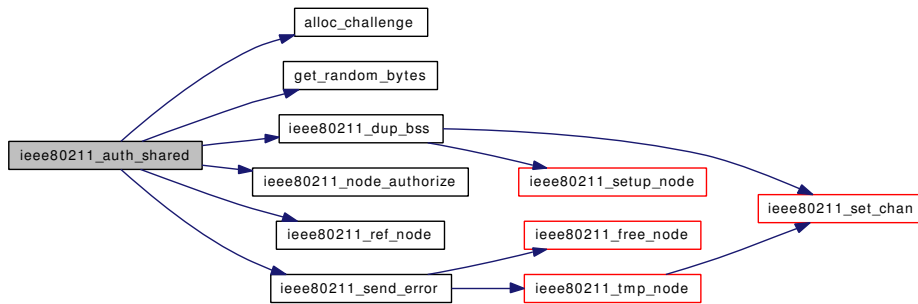 alloc_challenge
get_random_bytes
ieee80211_dup_bss
ieee80211_auth_shared
ieee80211_node_authorize
ieee80211_setup_node
ieee80211_set_chan
ieee80211_ref_node
ieee80211_free_node
ieee80211_send_error
ieee80211_tmp_node